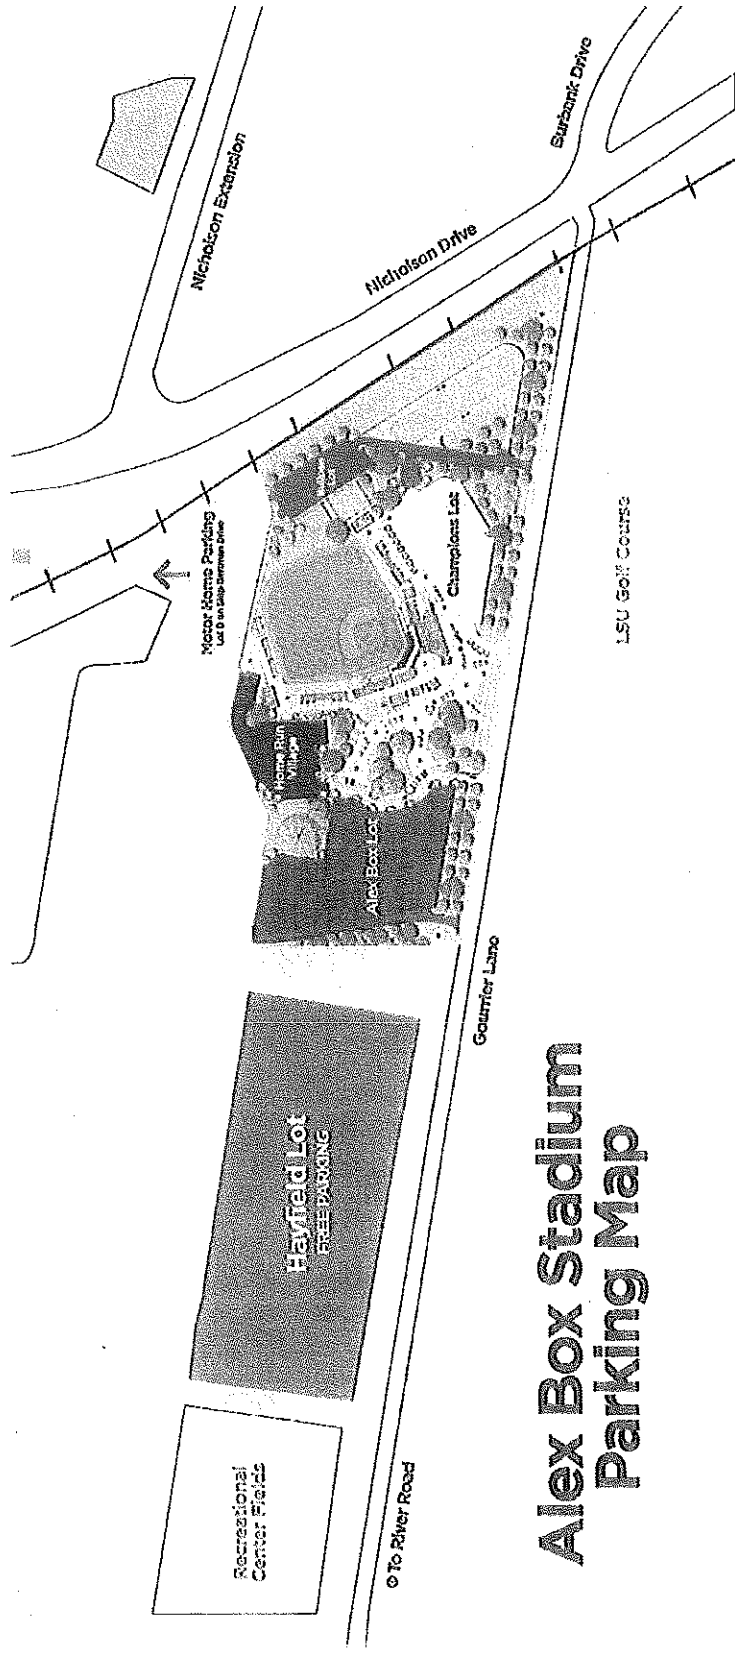 Alex Box Stadium
Parking Map
Recreational
Center Fields
To River Road
Hayfield Lot
FREE PARKING
Gourrier Lane
Alex Box Lot
Home Run
Village
Champions Lot
LSU Golf Course
Motor Home Parking
Nicholson Extension
Nicholson Drive
Burbank Drive